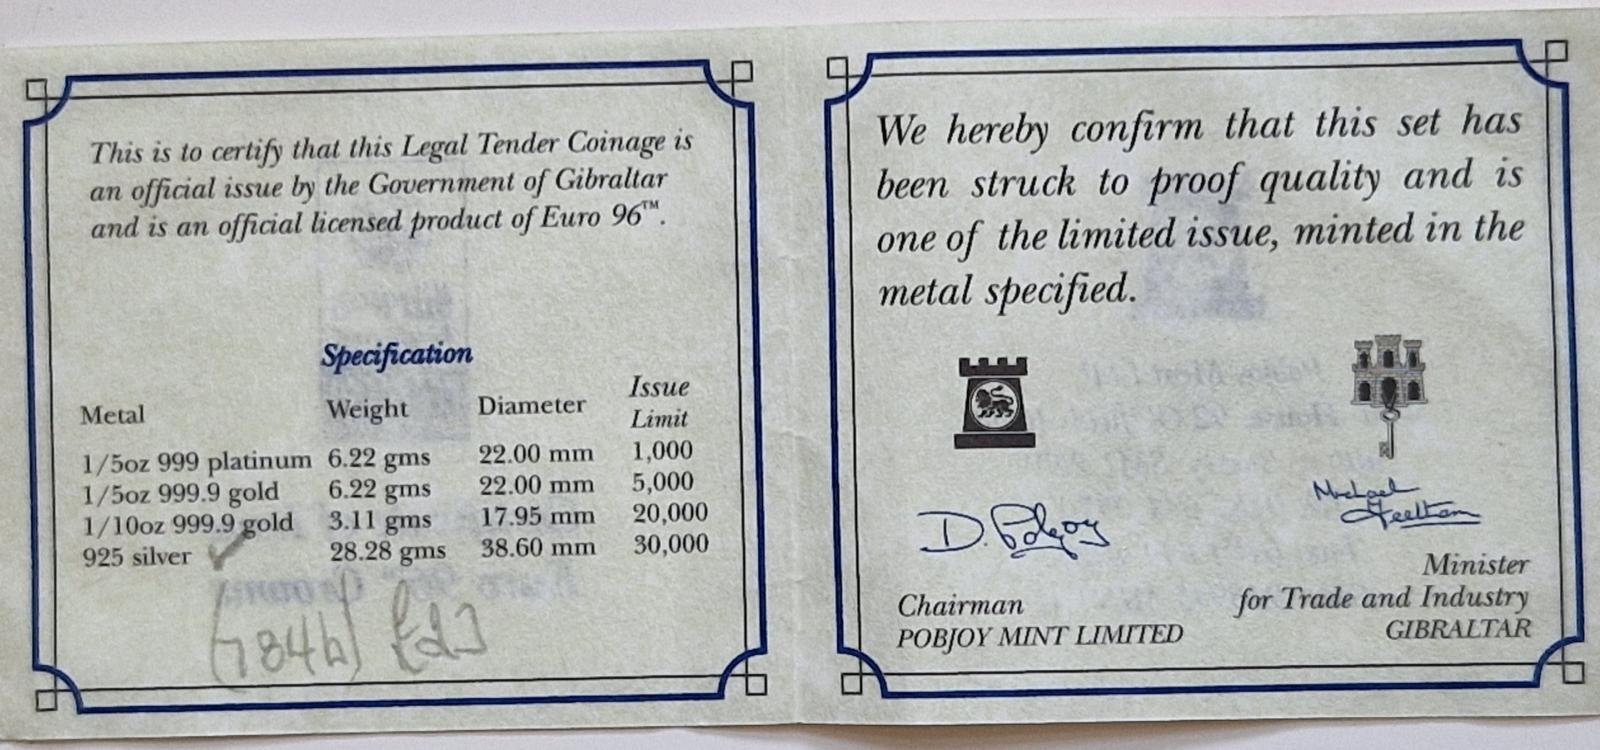 This is to certify that this Legal Tender Coinage is
an official issue by the Government of Gibraltar
and is an official licensed product of Euro 96™.
Specification
Metal Weight Diameter Issue Limit
1/5oz 999 platinum 6.22 gms 22.00 mm 1,000
1/5oz 999.9 gold 6.22 gms 22.00 mm 5,000
1/10oz 999.9 gold 3.11 gms 17.95 mm 20,000
925 silver ✓ 28.28 gms 38.60 mm 30,000
We hereby confirm that this set has
been struck to proof quality and is
one of the limited issue, minted in the
metal specified.
D. Pobjoy
Michael Feetham
Chairman
POBJOY MINT LIMITED
Minister
for Trade and Industry
GIBRALTAR